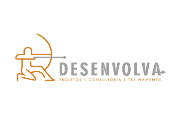 DESENVOLVA
PROJETOS | CONSULTORIA | TREINAMENTO